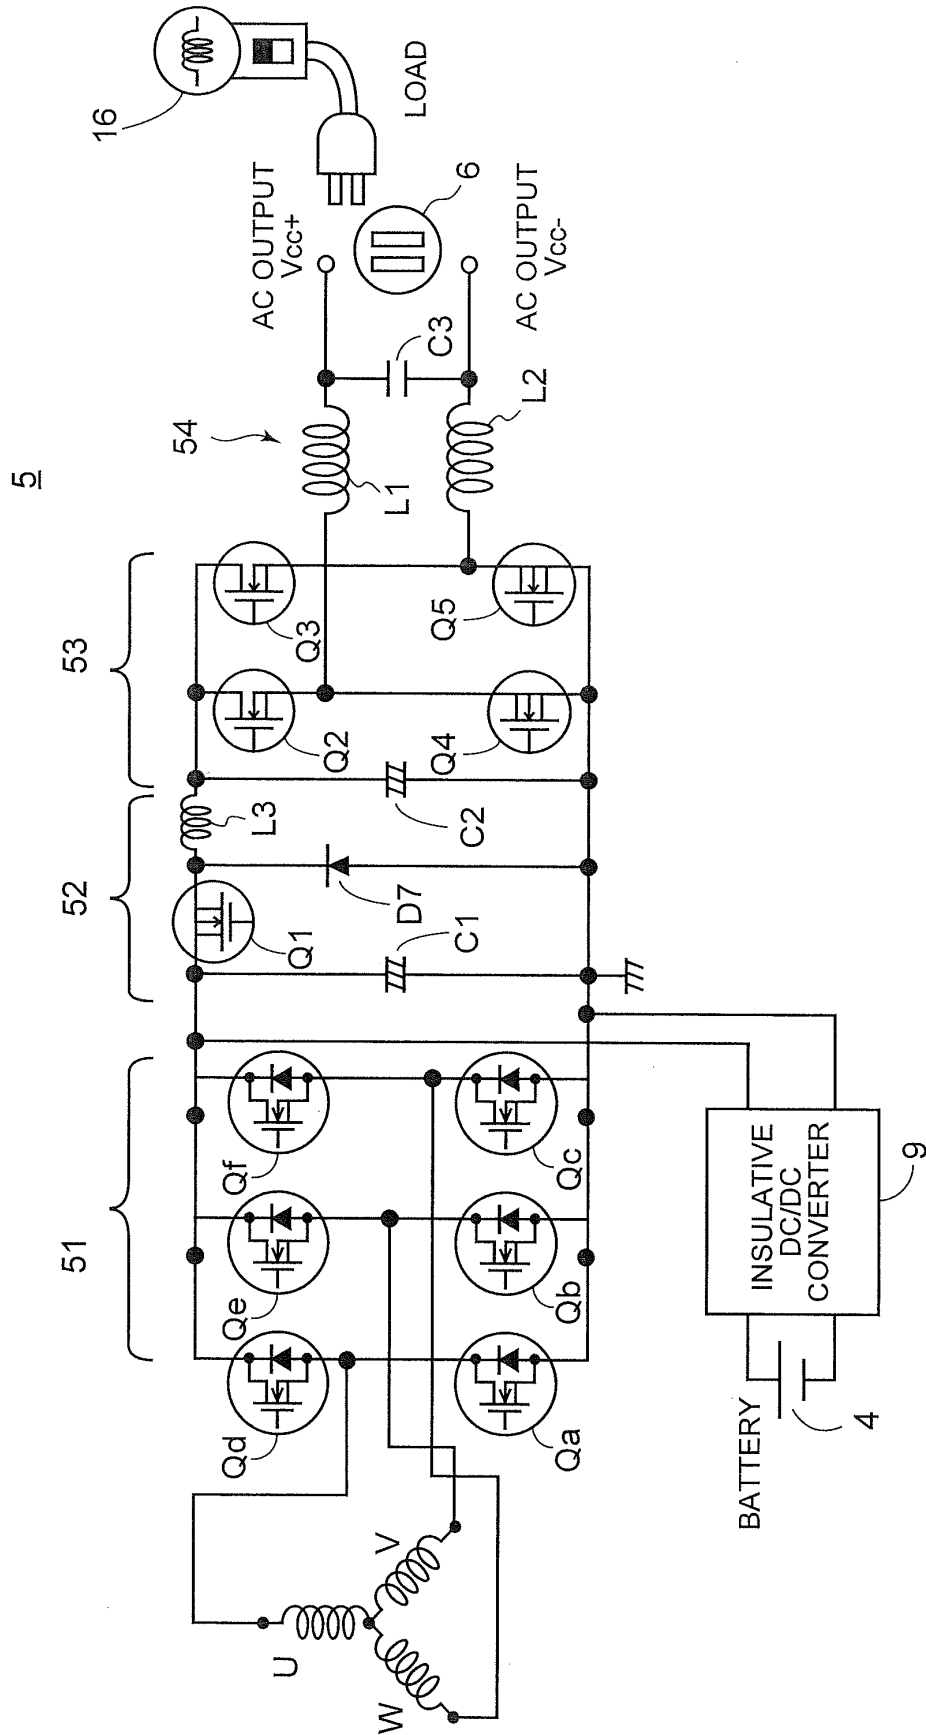 5
51
52
53
54
16
LOAD
AC OUTPUT
Vcc+
6
AC OUTPUT
Vcc-
C3
L1
L2
Q3
Q5
Q2
Q4
L3
C2
D7
Q1
C1
Qf
Qc
Qe
Qb
Qd
Qa
U
V
W
INSULATIVE
DC/DC
CONVERTER
9
BATTERY
4